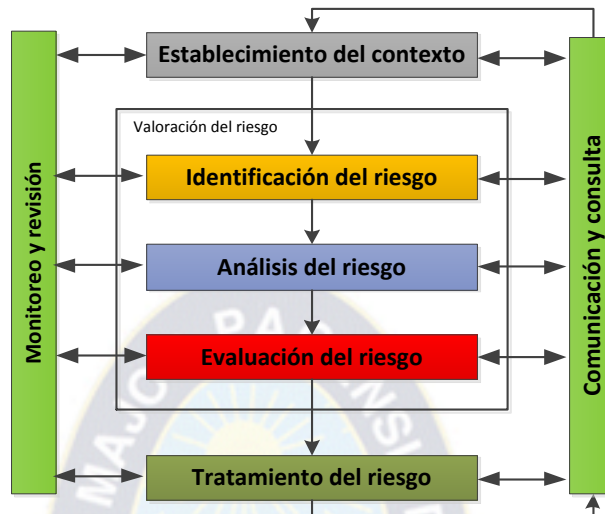 Establecimiento del contexto
Valoración del riesgo
Identificación del riesgo
Análisis del riesgo
Evaluación del riesgo
Tratamiento del riesgo
Monitoreo y revisión
Comunicación y consulta